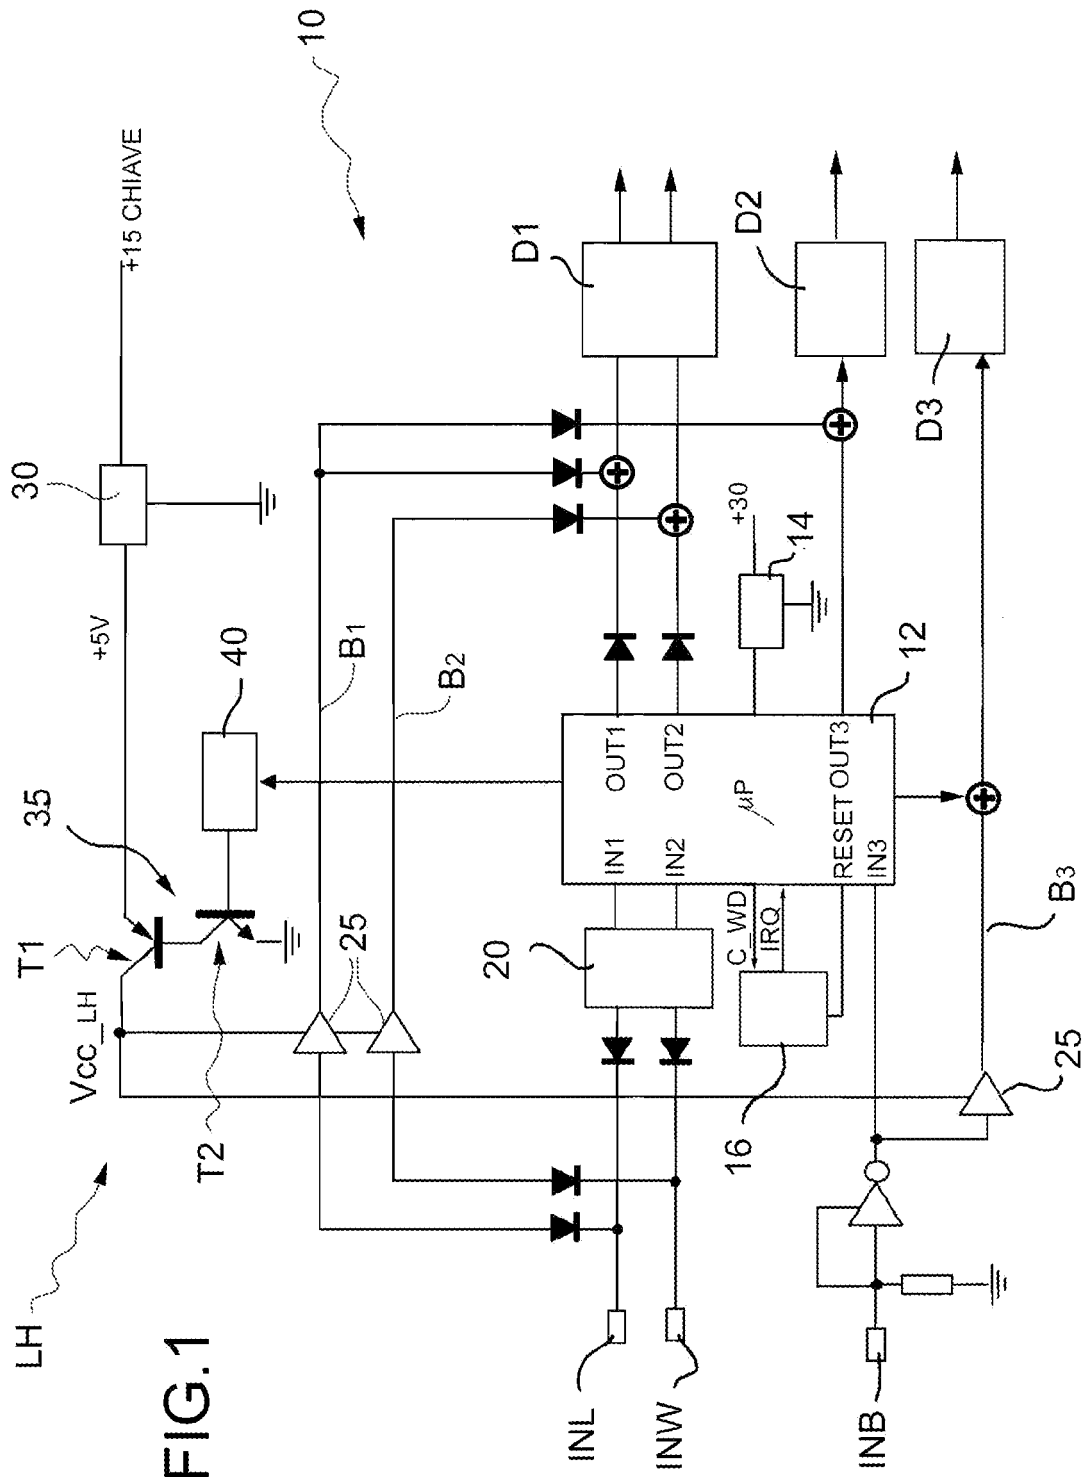 FIG.1
LH
10
+15 CHIAVE
30
+5V
35
40
T1
T2
Vcc_LH
B1
B2
25
D1
D2
D3
+30
14
12
OUT1
OUT2
OUT3
IN1
IN2
IN3
RESET
µP
C_WD
IRQ
20
16
25
B3
INL
INW
INB